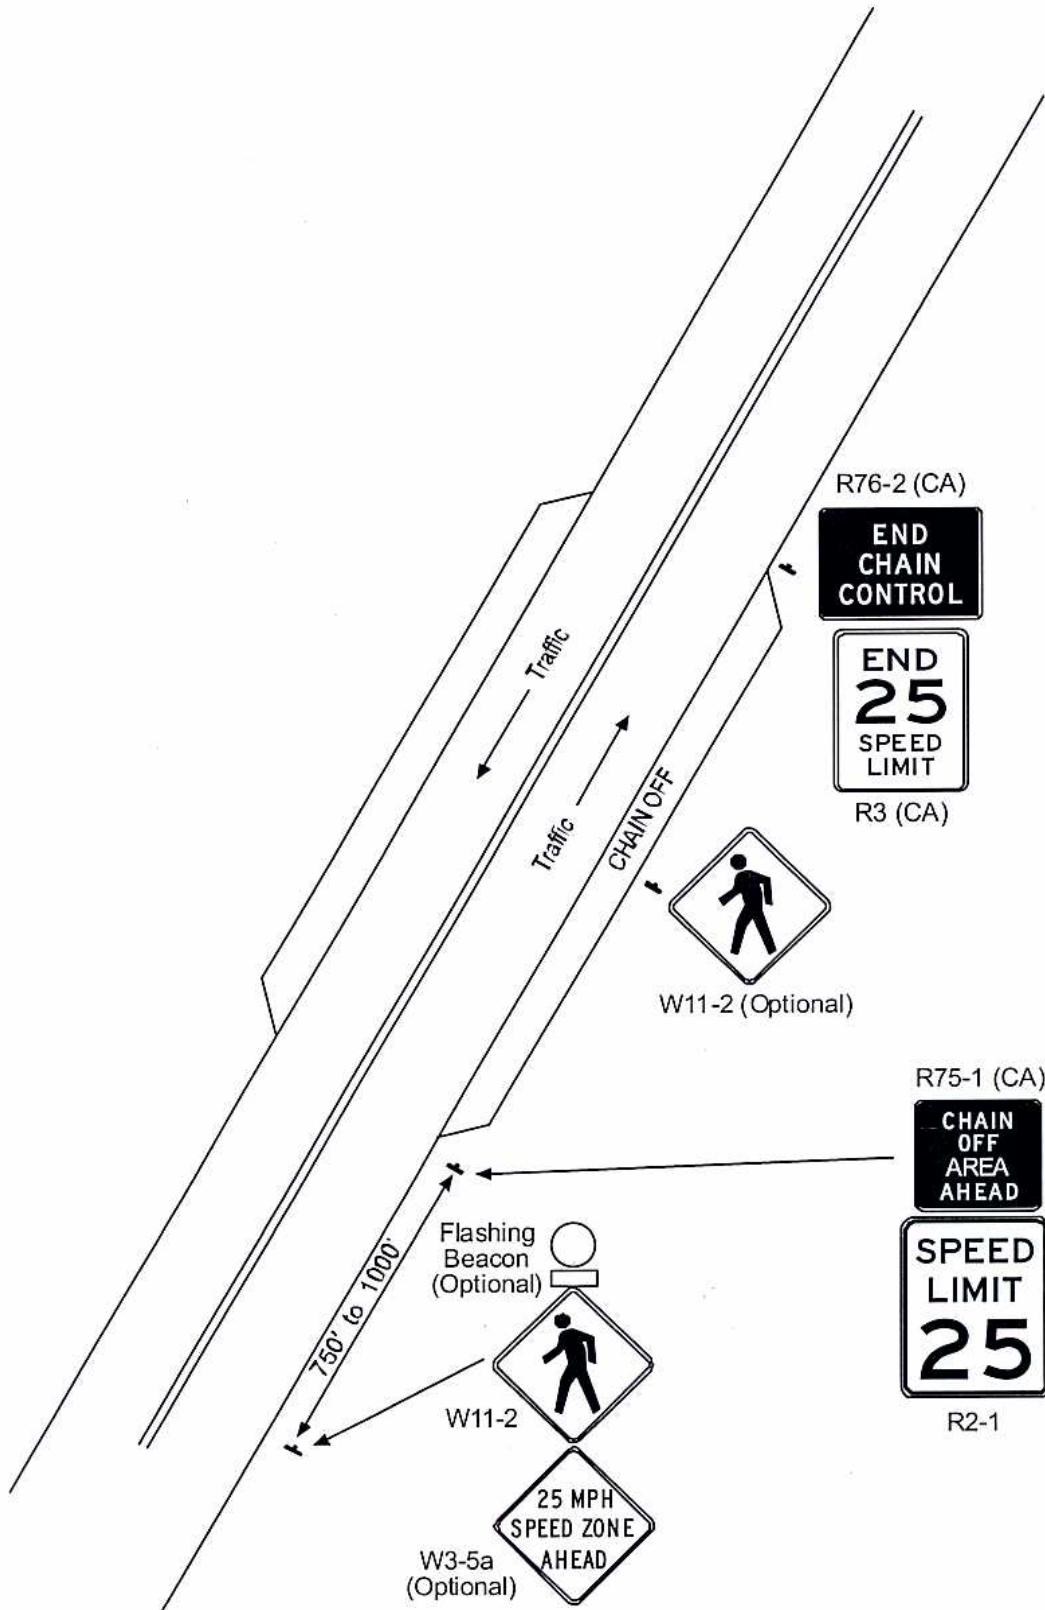 R76-2 (CA)
END
CHAIN
CONTROL
END
25
SPEED
LIMIT
R3 (CA)
Traffic
Traffic
CHAIN OFF
W11-2 (Optional)
R75-1 (CA)
CHAIN
OFF
AREA
AHEAD
SPEED
LIMIT
25
R2-1
750' to 1000'
Flashing
Beacon
(Optional)
W11-2
25 MPH
SPEED ZONE
AHEAD
W3-5a
(Optional)